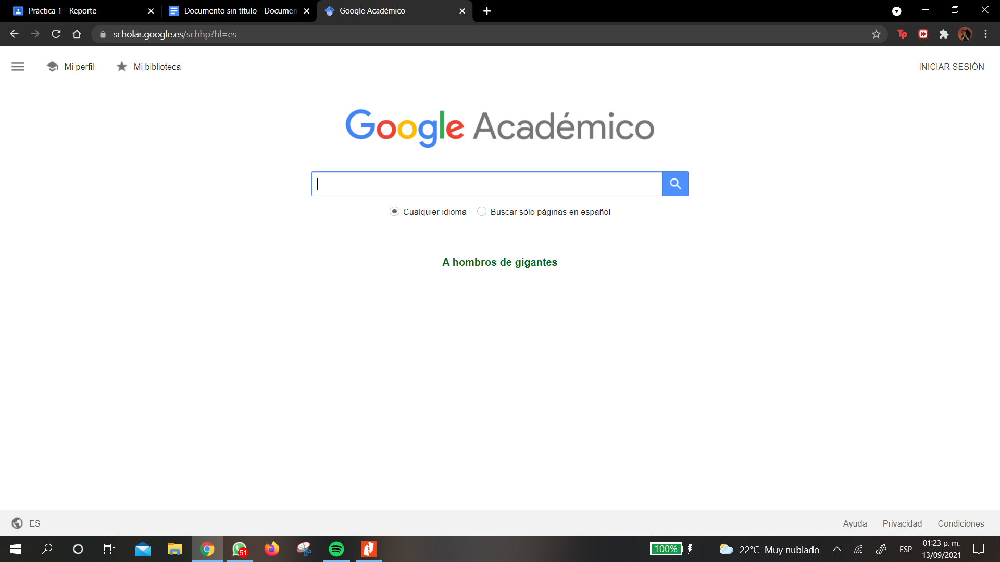 Práctica 1 - Reporte
Documento sin título - Documen
Google Académico
scholar.google.es/schhp?hl=es
Tp
Mi perfil
Mi biblioteca
INICIAR SESIÓN
Google Académico
Cualquier idioma
Buscar sólo páginas en español
A hombros de gigantes
ES
Ayuda
Privacidad
Condiciones
51
100%
22°C Muy nublado
ESP
01:23 p. m.
13/09/2021